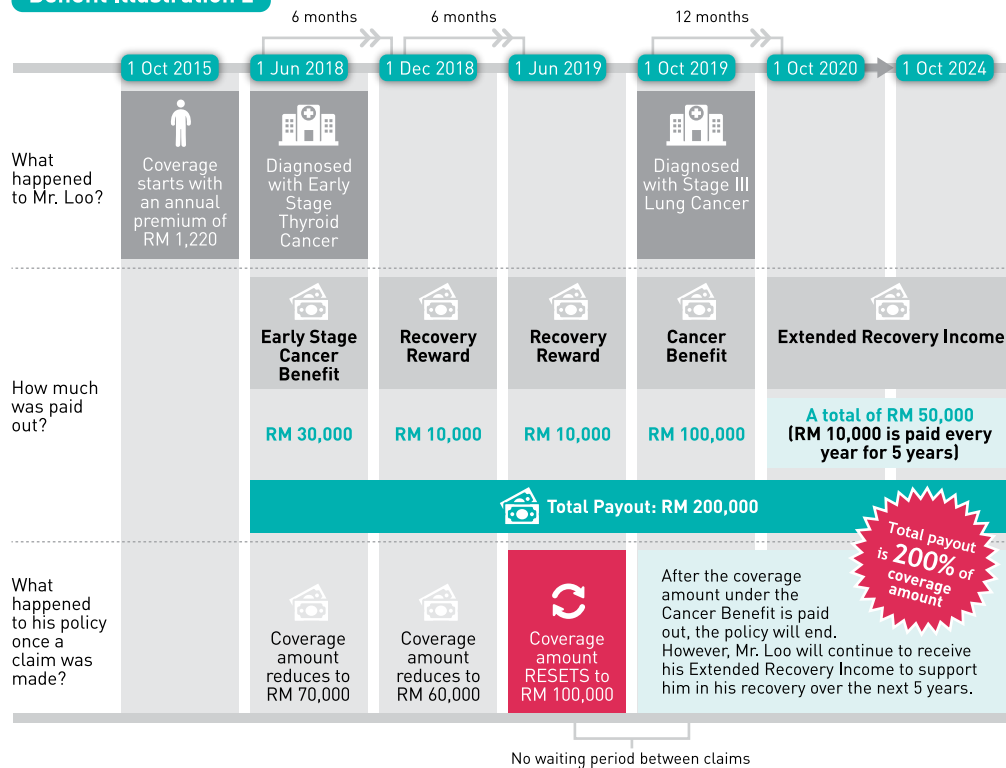 Benefit Illustration 2
6 months
6 months
12 months
1 Oct 2015
1 Jun 2018
1 Dec 2018
1 Jun 2019
1 Oct 2019
1 Oct 2020
1 Oct 2024
What
happened
to Mr. Loo?
Coverage
starts with
an annual
premium of
RM 1,220
Diagnosed
with Early
Stage
Thyroid
Cancer
Diagnosed
with Stage III
Lung Cancer
How much
was paid
out?
Early Stage
Cancer
Benefit
Recovery
Reward
Recovery
Reward
Cancer
Benefit
Extended Recovery Income
RM 30,000
RM 10,000
RM 10,000
RM 100,000
A total of RM 50,000
(RM 10,000 is paid every
year for 5 years)
Total Payout: RM 200,000
Total payout
is 200% of
coverage
amount
What
happened
to his policy
once a
claim was
made?
Coverage
amount
reduces to
RM 70,000
Coverage
amount
reduces to
RM 60,000
Coverage
amount
RESETS to
RM 100,000
After the coverage
amount under the
Cancer Benefit is paid
out, the policy will end.
However, Mr. Loo will continue to receive
his Extended Recovery Income to support
him in his recovery over the next 5 years.
No waiting period between claims